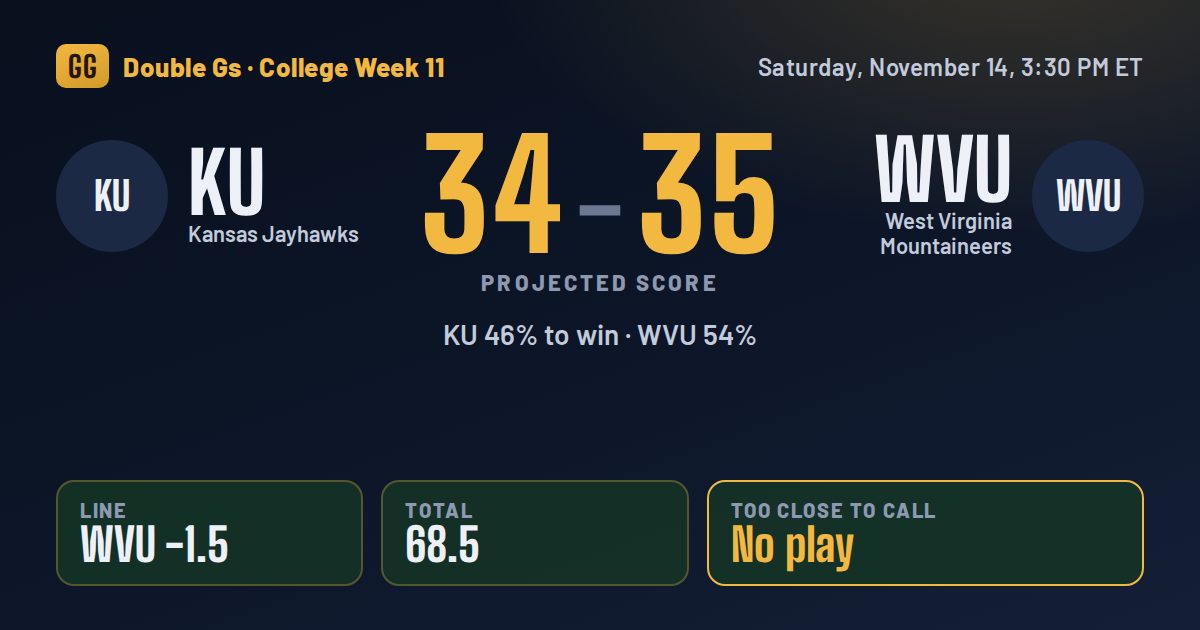 GG
Double Gs · College Week 11
Saturday, November 14, 3:30 PM ET
KU
KU
Kansas Jayhawks
34 – 35
PROJECTED SCORE
KU 46% to win · WVU 54%
WVU
West Virginia
Mountaineers
WVU
LINE
WVU −1.5
TOTAL
68.5
TOO CLOSE TO CALL
No play